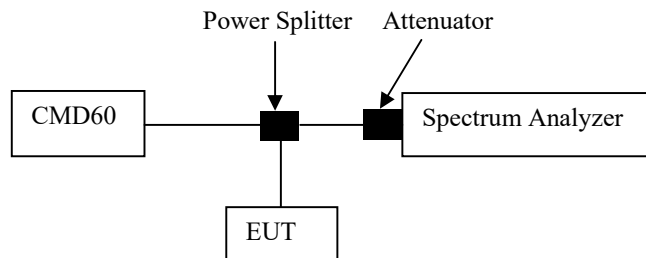 Power Splitter
Attenuator
CMD60
Spectrum Analyzer
EUT